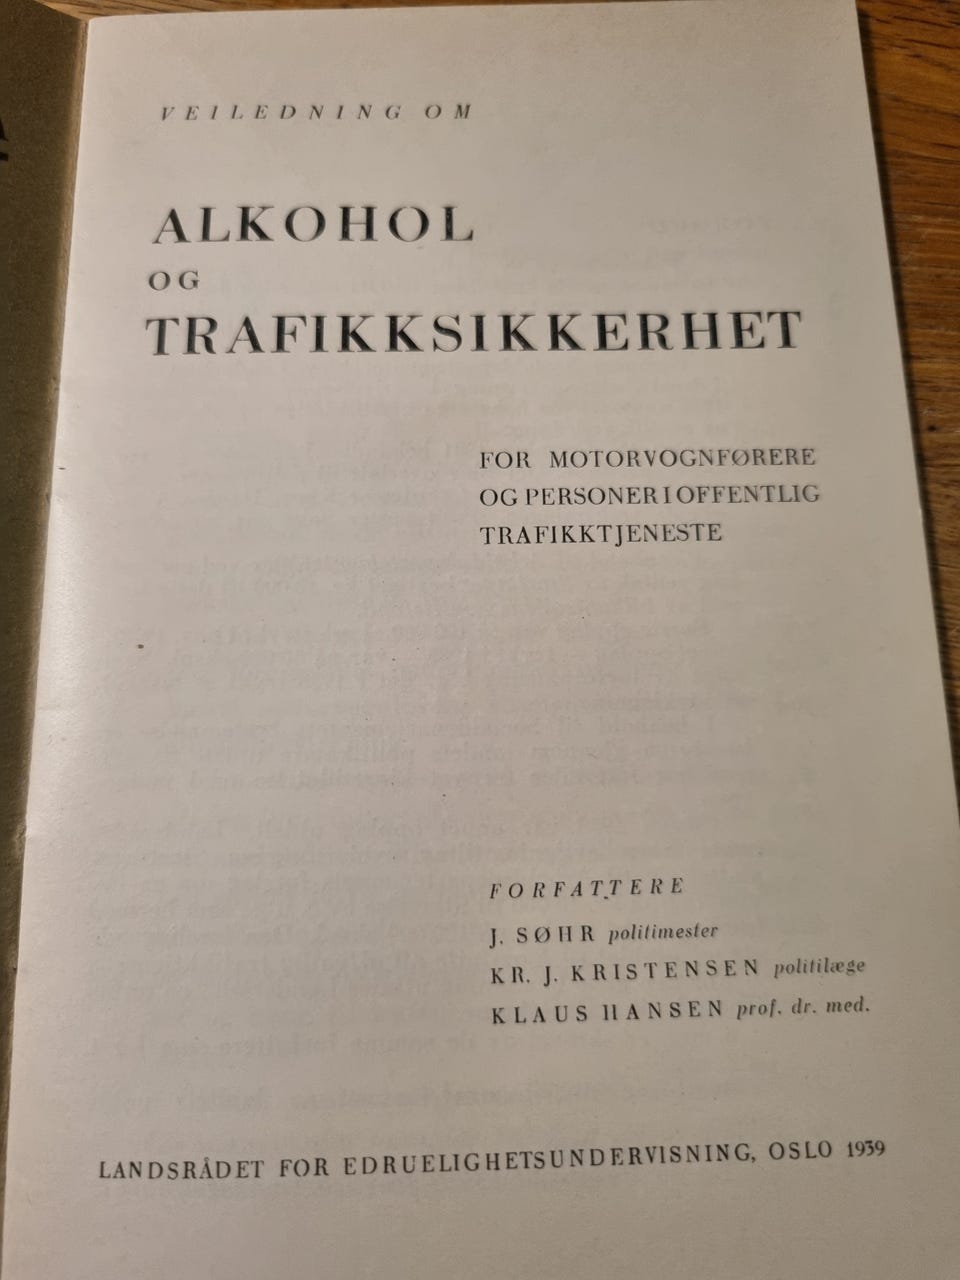 VEILEDNING OM
ALKOHOL
OG
TRAFIKKSIKKERHET
FOR MOTORVOGNFØRERE
OG PERSONER I OFFENTLIG
TRAFIKKTJENESTE
FORFATTERE
J. SØHR politimester
KR. J. KRISTENSEN politilæge
KLAUS HANSEN prof. dr. med.
LANDSRÅDET FOR EDRUELIGHETSUNDERVISNING, OSLO 1939